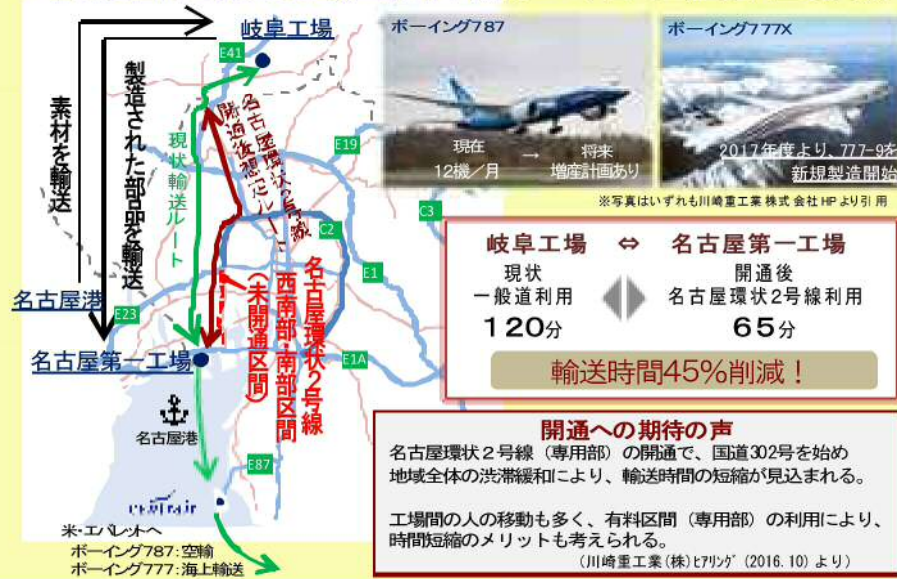 岐阜工場
E41
素材を輸送
製造された部品を輸送
現状輸送ルート
名古屋環状2号線
開通後想定ルート
E19
C2
C3
E1
E23
E1A
E87
名古屋港
名古屋第一工場
名古屋環状2号線
西南部・南部区間
(未開通区間)
名古屋港
centrair
米・エバレットへ
ボーイング787:空輸
ボーイング777:海上輸送
ボーイング787
現在 → 将来
12機/月 増産計画あり
ボーイング777X
2017年度より、777-9を
新規製造開始
※写真はいずれも川崎重工業株式会社HPより引用
岐阜工場 ⇔ 名古屋第一工場
現状 開通後
一般道利用 名古屋環状2号線利用
120分 65分
輸送時間45%削減!
開通への期待の声
名古屋環状2号線(専用部)の開通で、国道302号を始め
地域全体の渋滞緩和により、輸送時間の短縮が見込まれる。
工場間の人の移動も多く、有料区間(専用部)の利用により、
時間短縮のメリットも考えられる。
(川崎重工業(株)ヒアリング(2016.10)より)